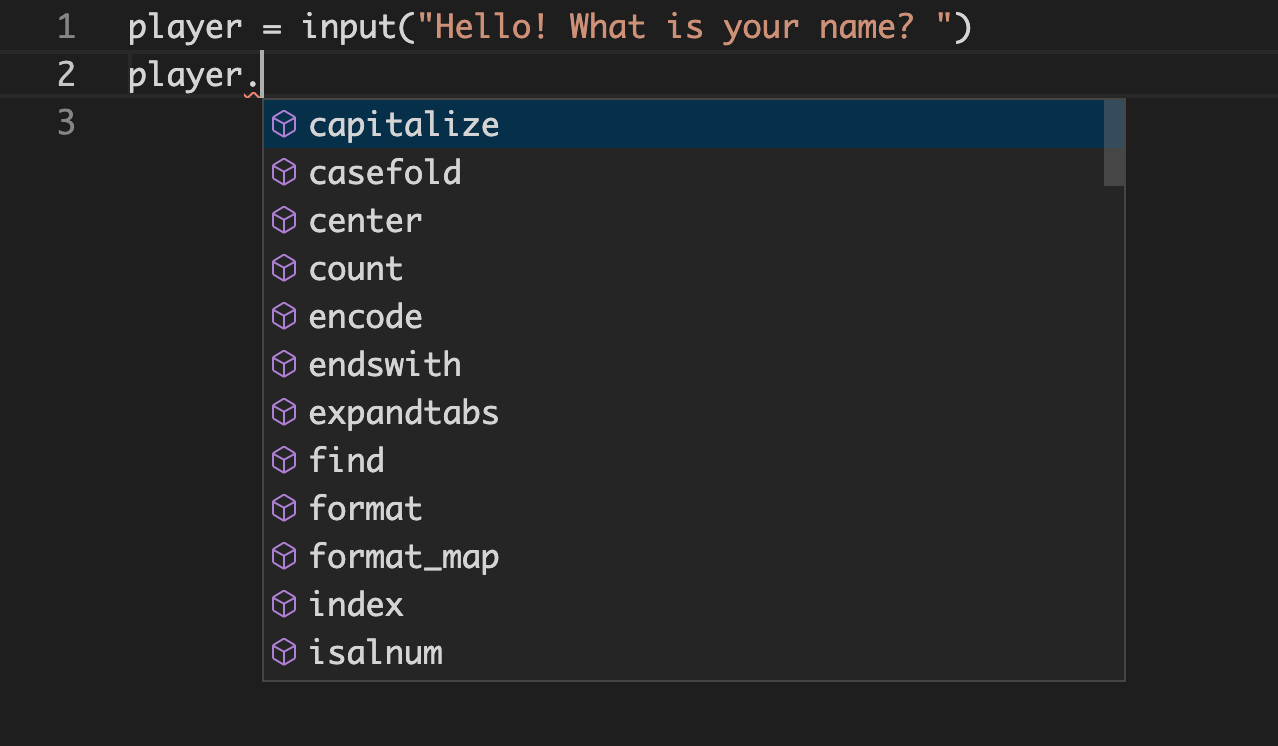 1 player = input("Hello! What is your name? ")
2 player.
3
capitalize
casefold
center
count
encode
endswith
expandtabs
find
format
format_map
index
isalnum